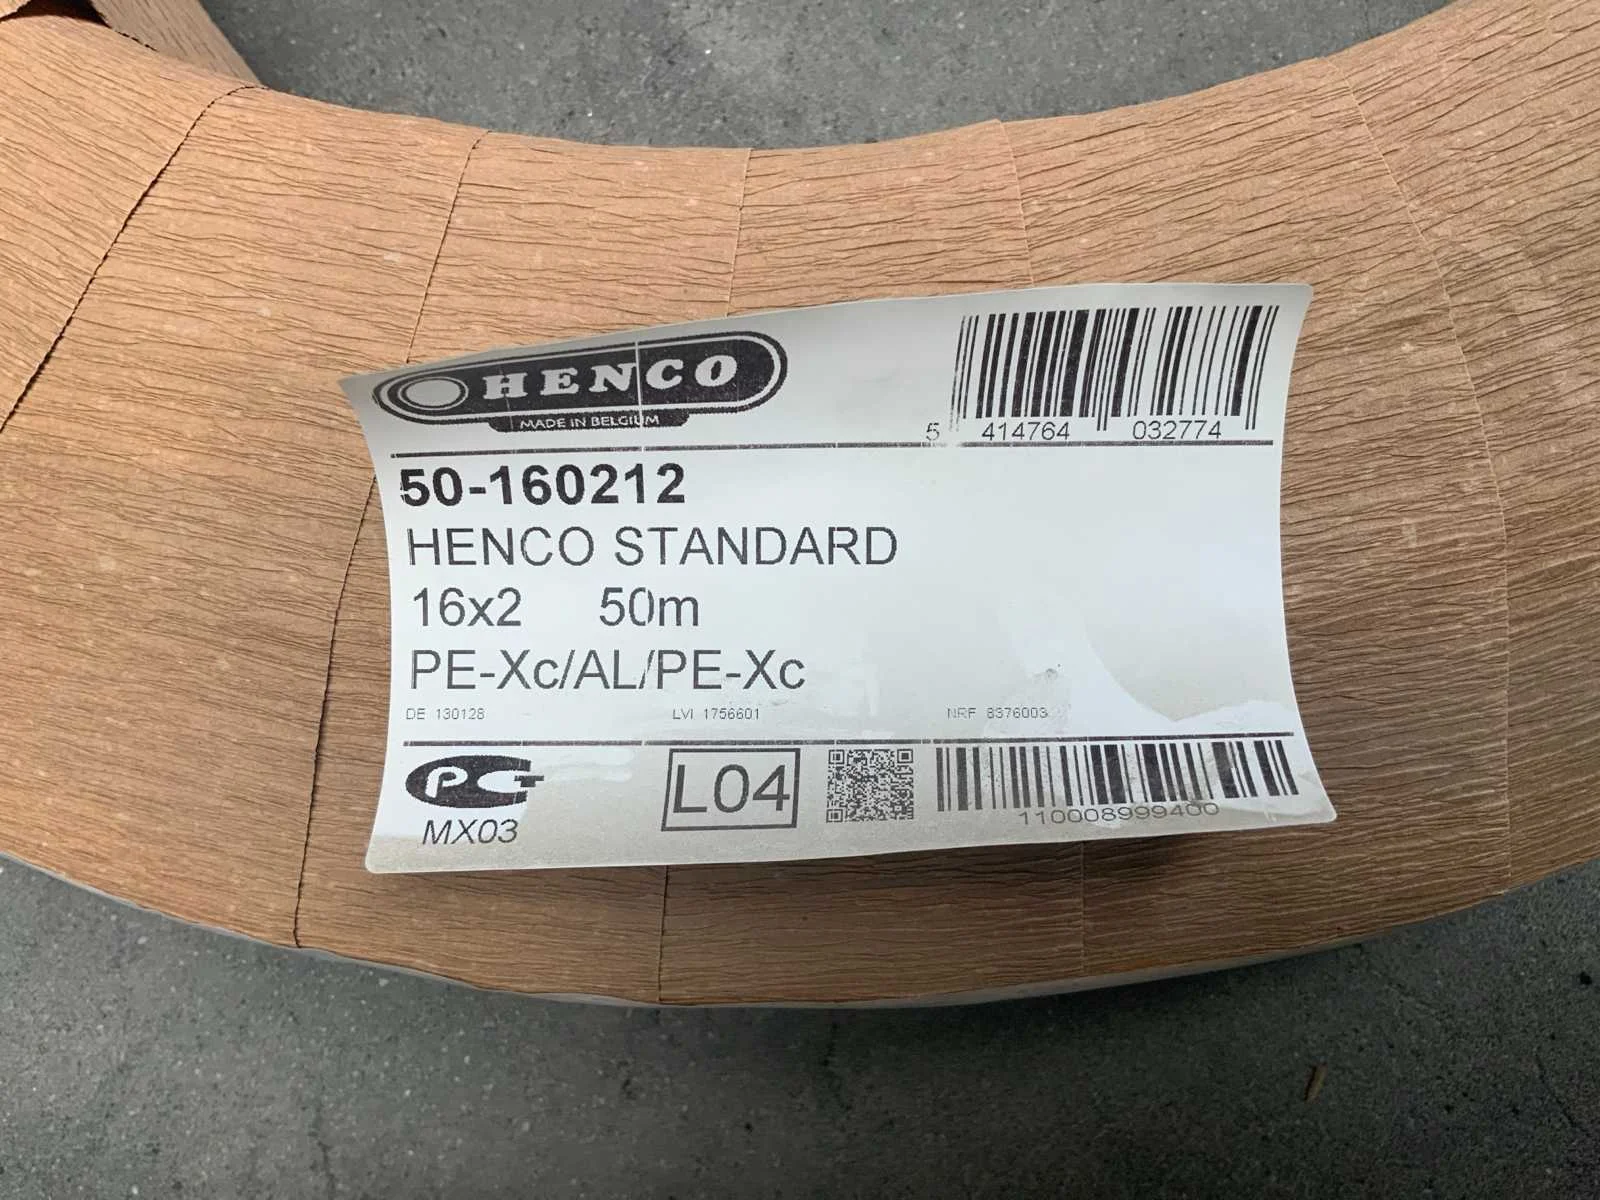 HENCO
MADE IN BELGIUM
5 414764 032774
50-160212
HENCO STANDARD
16x2 50m
PE-Xc/AL/PE-Xc
DE 130128 LVI 1756601 NRF 8376003
PCT
MX03
L04
110008999400